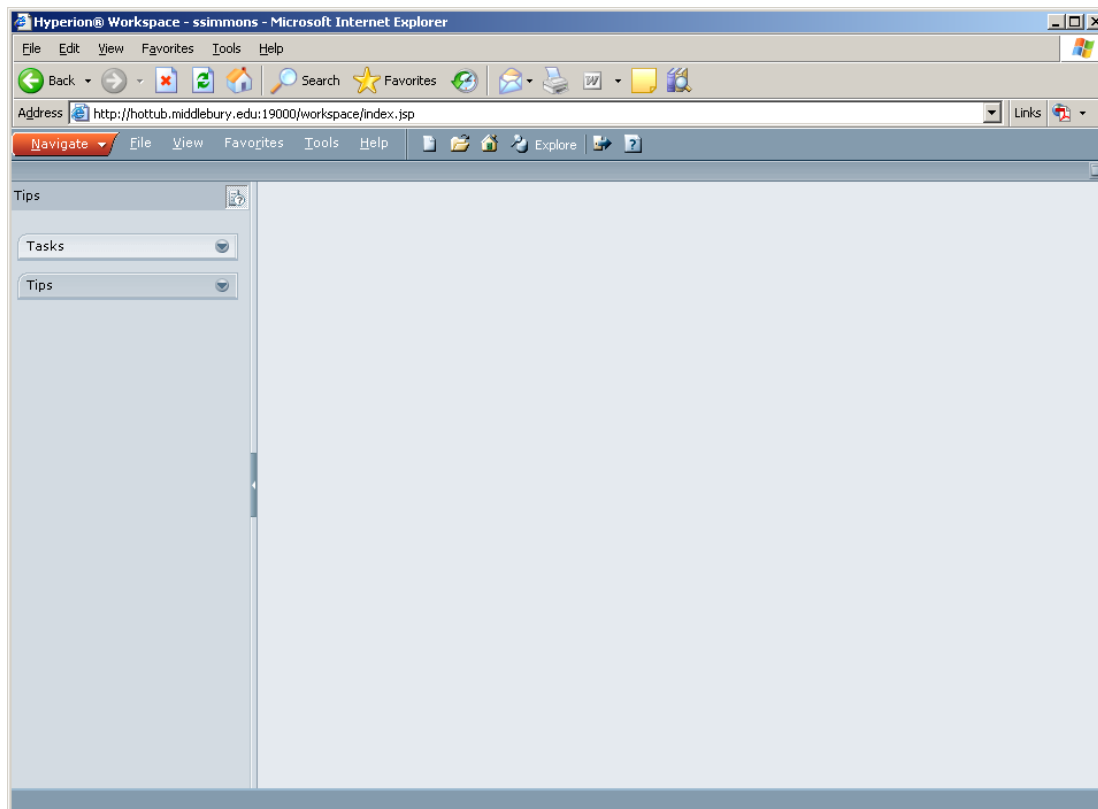 Hyperion® Workspace - ssimmons - Microsoft Internet Explorer
File Edit View Favorites Tools Help
Back Search Favorites W
Address http://hottub.middlebury.edu:19000/workspace/index.jsp Links
Navigate File View Favorites Tools Help Explore ?
Tips
Tasks
Tips